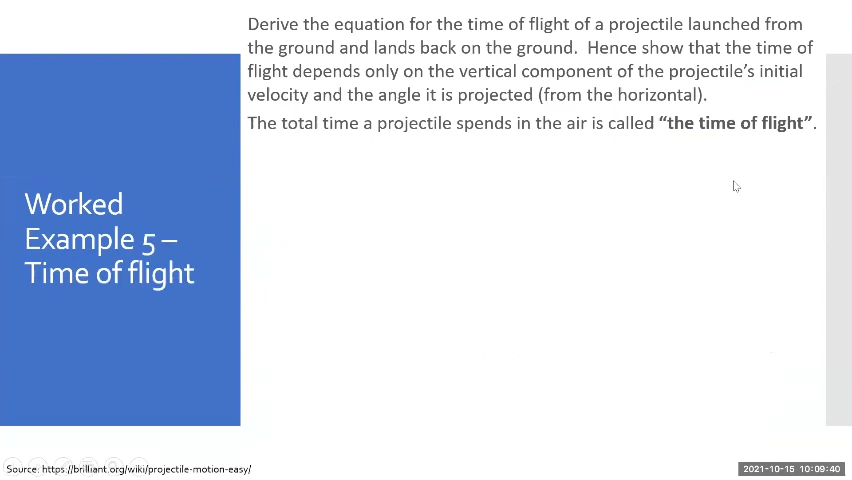 Derive the equation for the time of flight of a projectile launched from
the ground and lands back on the ground. Hence show that the time of
flight depends only on the vertical component of the projectile's initial
velocity and the angle it is projected (from the horizontal).
The total time a projectile spends in the air is called “the time of flight”.
Worked
Example 5 –
Time of flight
Source: https://brilliant.org/wiki/projectile-motion-easy/
2021-10-15 10:09:40